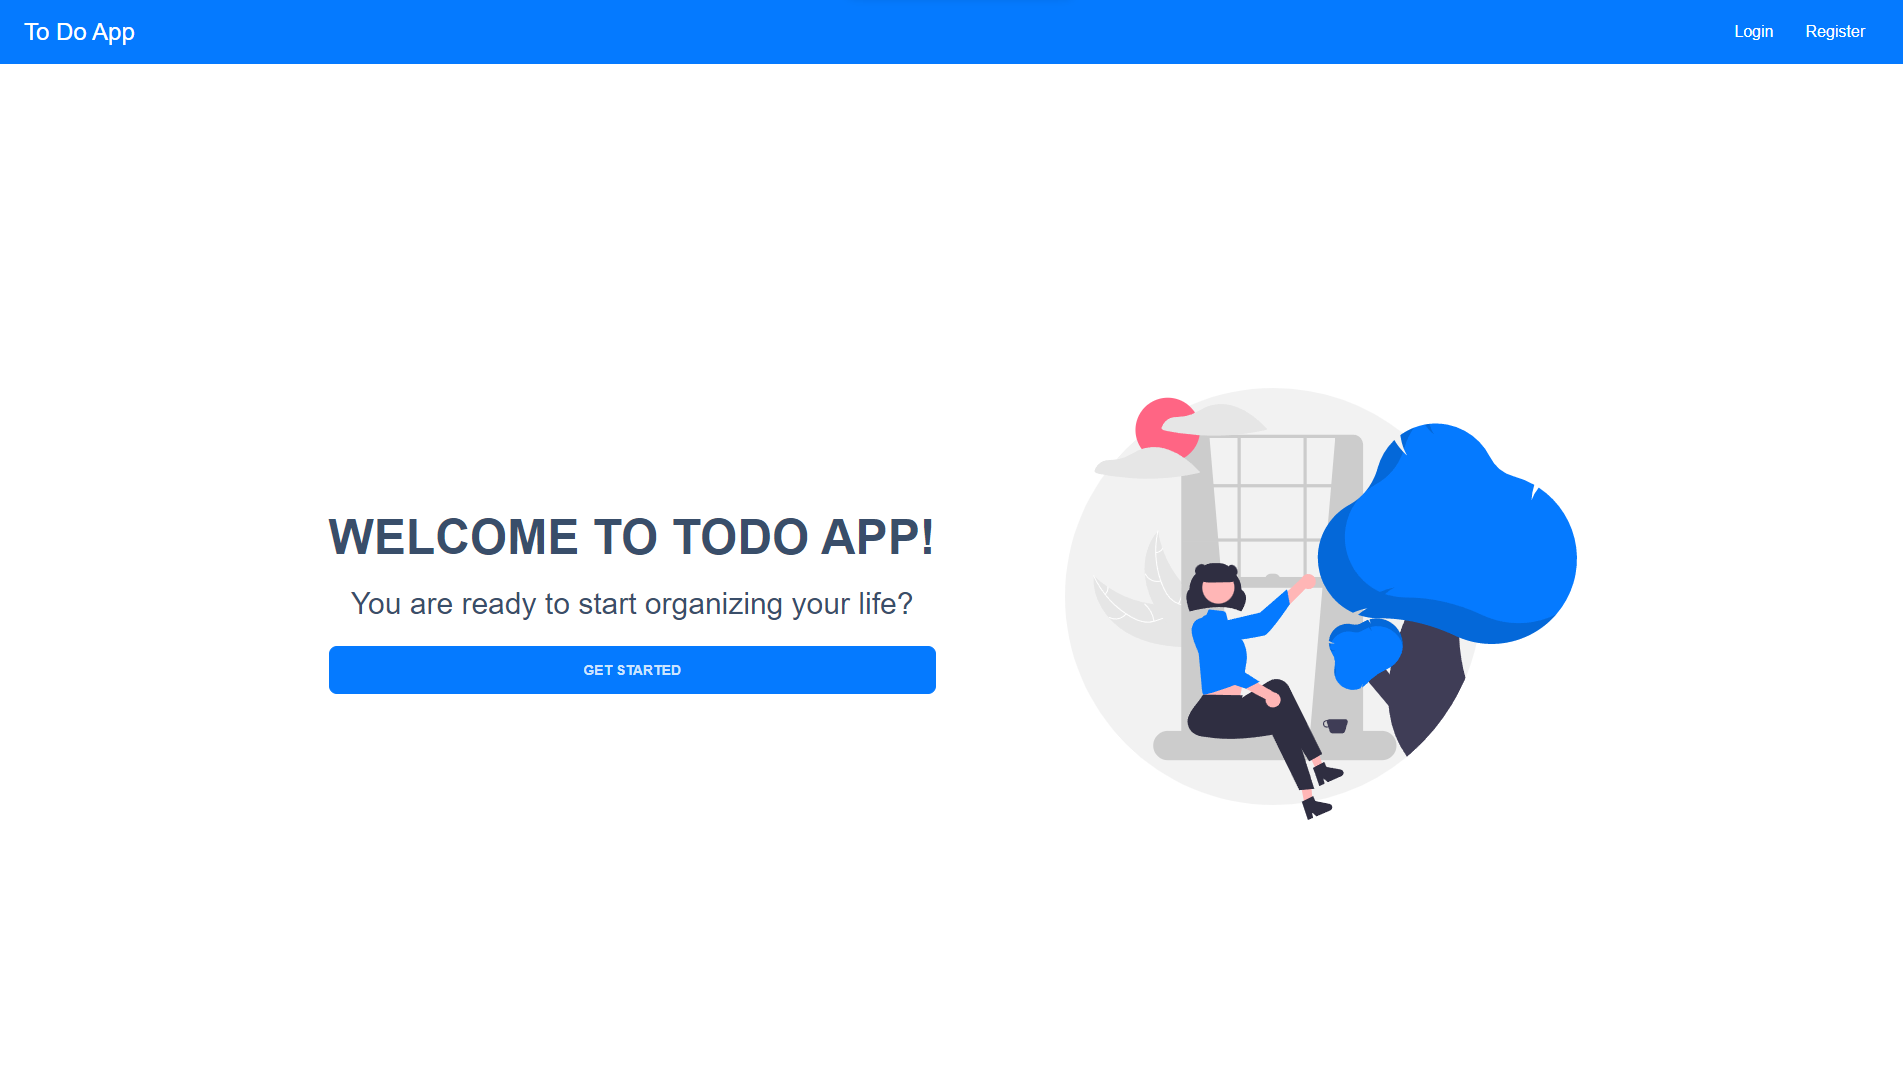 To Do App
Login
Register
WELCOME TO TODO APP!
You are ready to start organizing your life?
GET STARTED